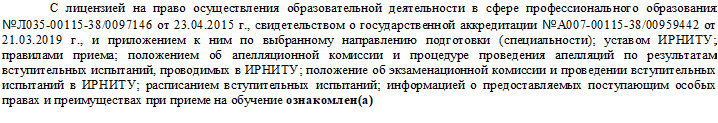 С лицензией на право осуществления образовательной деятельности в сфере профессионального образования
№Л035-00115-38/0097146 от 23.04.2015 г., свидетельством о государственной аккредитации №А007-00115-38/00959442 от
21.03.2019 г., и приложением к ним по выбранному направлению подготовки (специальности); уставом ИРНИТУ;
правилами приема; положением об апелляционной комиссии и процедуре проведения апелляций по результатам
вступительных испытаний, проводимых в ИРНИТУ; положение об экзаменационной комиссии и проведении вступительных
испытаний в ИРНИТУ; расписанием вступительных испытаний; информацией о предоставляемых поступающим особых
правах и преимуществах при приеме на обучение ознакомлен(а)